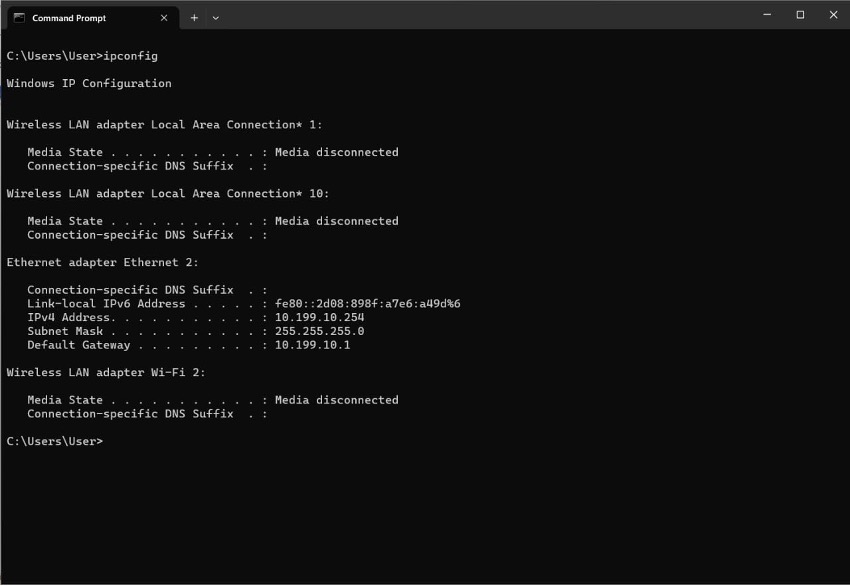 Command Prompt
C:\Users\User>ipconfig
Windows IP Configuration
Wireless LAN adapter Local Area Connection* 1:
Media State . . . . . . . . . . . : Media disconnected
Connection-specific DNS Suffix  . :
Wireless LAN adapter Local Area Connection* 10:
Media State . . . . . . . . . . . : Media disconnected
Connection-specific DNS Suffix  . :
Ethernet adapter Ethernet 2:
Connection-specific DNS Suffix  . :
Link-local IPv6 Address . . . . . : fe80::2d08:898f:a7e6:a49d%6
IPv4 Address. . . . . . . . . . . : 10.199.10.254
Subnet Mask . . . . . . . . . . . : 255.255.255.0
Default Gateway . . . . . . . . . : 10.199.10.1
Wireless LAN adapter Wi-Fi 2:
Media State . . . . . . . . . . . : Media disconnected
Connection-specific DNS Suffix  . :
C:\Users\User>